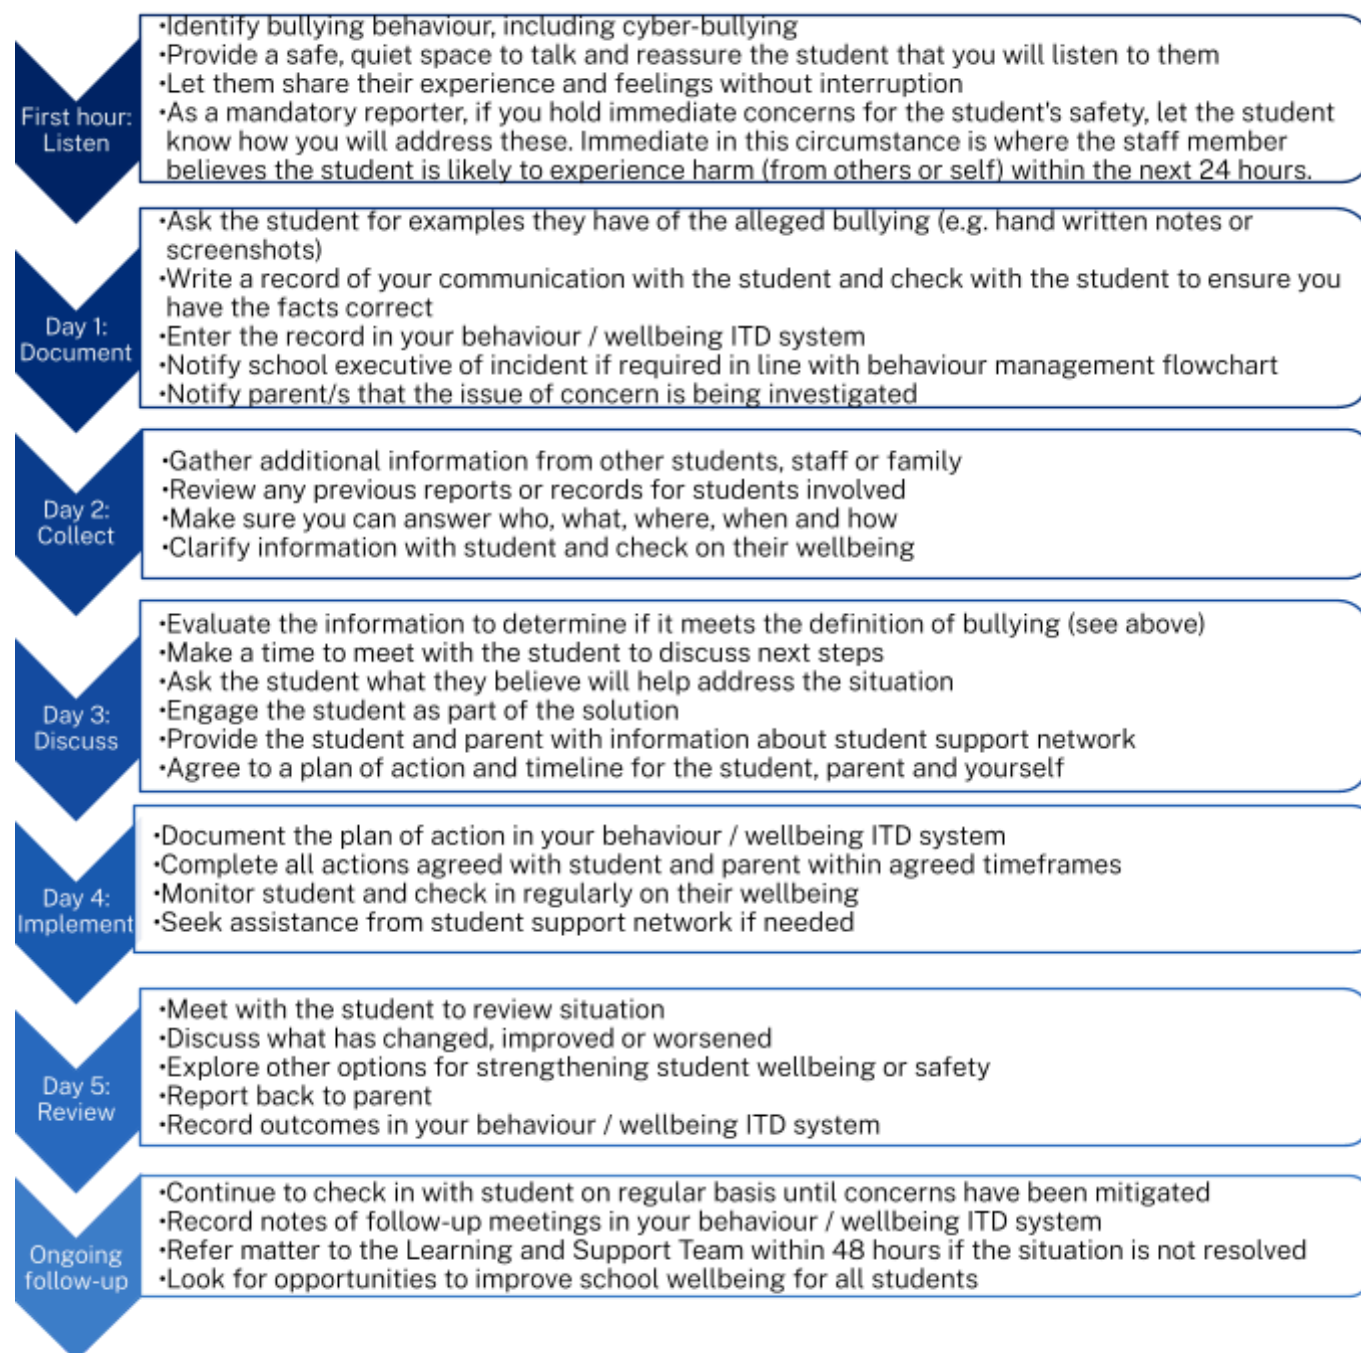 First hour:
Listen
•Identify bullying behaviour, including cyber-bullying
•Provide a safe, quiet space to talk and reassure the student that you will listen to them
•Let them share their experience and feelings without interruption
•As a mandatory reporter, if you hold immediate concerns for the student's safety, let the student
know how you will address these. Immediate in this circumstance is where the staff member
believes the student is likely to experience harm (from others or self) within the next 24 hours.
Day 1:
Document
•Ask the student for examples they have of the alleged bullying (e.g. hand written notes or
screenshots)
•Write a record of your communication with the student and check with the student to ensure you
have the facts correct
•Enter the record in your behaviour / wellbeing ITD system
•Notify school executive of incident if required in line with behaviour management flowchart
•Notify parent/s that the issue of concern is being investigated
Day 2:
Collect
•Gather additional information from other students, staff or family
•Review any previous reports or records for students involved
•Make sure you can answer who, what, where, when and how
•Clarify information with student and check on their wellbeing
Day 3:
Discuss
•Evaluate the information to determine if it meets the definition of bullying (see above)
•Make a time to meet with the student to discuss next steps
•Ask the student what they believe will help address the situation
•Engage the student as part of the solution
•Provide the student and parent with information about student support network
•Agree to a plan of action and timeline for the student, parent and yourself
Day 4:
Implement
•Document the plan of action in your behaviour / wellbeing ITD system
•Complete all actions agreed with student and parent within agreed timeframes
•Monitor student and check in regularly on their wellbeing
•Seek assistance from student support network if needed
Day 5:
Review
•Meet with the student to review situation
•Discuss what has changed, improved or worsened
•Explore other options for strengthening student wellbeing or safety
•Report back to parent
•Record outcomes in your behaviour / wellbeing ITD system
Ongoing
follow-up
•Continue to check in with student on regular basis until concerns have been mitigated
•Record notes of follow-up meetings in your behaviour / wellbeing ITD system
•Refer matter to the Learning and Support Team within 48 hours if the situation is not resolved
•Look for opportunities to improve school wellbeing for all students